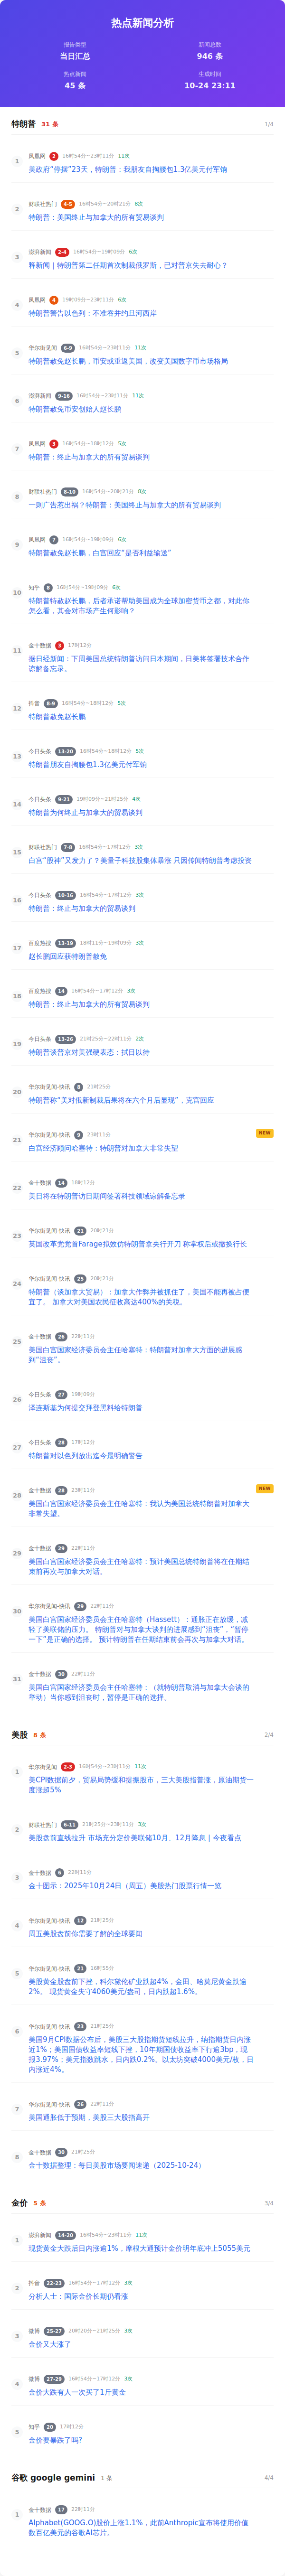 热点新闻分析
报告类型
当日汇总
新闻总数
946 条
热点新闻
45 条
生成时间
10-24 23:11
特朗普 31 条 1/4
1 凤凰网 2 16时54分~23时11分 11次
美政府“停摆”23天，特朗普：我朋友自掏腰包1.3亿美元付军饷
2 财联社热门 4-5 16时54分~20时21分 8次
特朗普：美国终止与加拿大的所有贸易谈判
3 澎湃新闻 2-4 16时54分~19时09分 6次
释新闻｜特朗普第二任期首次制裁俄罗斯，已对普京失去耐心？
4 凤凰网 4 19时09分~23时11分 6次
特朗普警告以色列：不准吞并约旦河西岸
5 华尔街见闻 6-9 16时54分~23时11分 11次
特朗普赦免赵长鹏，币安或重返美国，改变美国数字币市场格局
6 澎湃新闻 9-16 16时54分~23时11分 11次
特朗普赦免币安创始人赵长鹏
7 凤凰网 3 16时54分~18时12分 5次
特朗普：终止与加拿大的所有贸易谈判
8 财联社热门 8-10 16时54分~20时21分 8次
一则广告惹出祸？特朗普：美国终止与加拿大的所有贸易谈判
9 凤凰网 7 16时54分~19时09分 6次
特朗普赦免赵长鹏，白宫回应“是否利益输送”
10 知乎 9 16时54分~19时09分 6次
特朗普特赦赵长鹏，后者承诺帮助美国成为全球加密货币之都，对此你
怎么看，其会对市场产生何影响？
11 金十数据 3 17时12分
据日经新闻：下周美国总统特朗普访问日本期间，日美将签署技术合作
谅解备忘录。
12 抖音 8-9 16时54分~18时12分 5次
特朗普赦免赵长鹏
13 今日头条 13-20 16时54分~18时12分 5次
特朗普朋友自掏腰包1.3亿美元付军饷
14 今日头条 9-21 19时09分~21时25分 4次
特朗普为何终止与加拿大的贸易谈判
15 财联社热门 7-8 16时54分~17时12分 3次
白宫“股神”又发力了？美量子科技股集体暴涨 只因传闻特朗普考虑投资
16 今日头条 10-16 16时54分~17时12分 3次
特朗普：终止与加拿大的贸易谈判
17 百度热搜 13-19 18时11分~19时09分 3次
赵长鹏回应获特朗普赦免
18 百度热搜 14 16时54分~17时12分 3次
特朗普：终止与加拿大的所有贸易谈判
19 今日头条 13-26 21时25分~22时11分 2次
特朗普谈普京对美强硬表态：拭目以待
20 华尔街见闻-快讯 8 21时25分
特朗普称“美对俄新制裁后果将在六个月后显现”，克宫回应
21 华尔街见闻-快讯 9 23时11分 NEW
白宫经济顾问哈塞特：特朗普对加拿大非常失望
22 金十数据 14 18时12分
美日将在特朗普访日期间签署科技领域谅解备忘录
23 华尔街见闻-快讯 21 20时21分
英国改革党党首Farage拟效仿特朗普拿央行开刀 称掌权后或撤换行长
24 华尔街见闻-快讯 25 20时21分
特朗普（谈加拿大贸易）：加拿大作弊并被抓住了，美国不能再被占便
宜了。 加拿大对美国农民征收高达400%的关税。
25 金十数据 26 22时11分
美国白宫国家经济委员会主任哈塞特：特朗普对加拿大方面的进展感
到“沮丧”。
26 今日头条 27 19时09分
泽连斯基为何提交拜登黑料给特朗普
27 今日头条 28 17时12分
特朗普对以色列放出迄今最明确警告
28 金十数据 28 23时11分 NEW
美国白宫国家经济委员会主任哈塞特：我认为美国总统特朗普对加拿大
非常失望。
29 金十数据 29 22时11分
美国白宫国家经济委员会主任哈塞特：预计美国总统特朗普将在任期结
束前再次与加拿大对话。
30 华尔街见闻-快讯 29 22时11分
美国白宫国家经济委员会主任哈塞特（Hassett）：通胀正在放缓，减
轻了美联储的压力。 特朗普对与加拿大谈判的进展感到“沮丧”，“暂停
一下”是正确的选择。 预计特朗普在任期结束前会再次与加拿大对话。
31 金十数据 30 22时11分
美国白宫国家经济委员会主任哈塞特：（就特朗普取消与加拿大会谈的
举动）当你感到沮丧时，暂停是正确的选择。
美股 8 条 2/4
1 华尔街见闻 2-3 16时54分~23时11分 11次
美CPI数据前夕，贸易局势缓和提振股市，三大美股指普涨，原油期货一
度涨超5%
2 财联社热门 6-11 21时25分~23时11分 3次
美股盘前直线拉升 市场充分定价美联储10月、12月降息｜今夜看点
3 金十数据 6 22时11分
金十图示：2025年10月24日（周五）美股热门股票行情一览
4 华尔街见闻-快讯 12 21时25分
周五美股盘前你需要了解的全球要闻
5 华尔街见闻-快讯 21 16时55分
美股黄金股盘前下挫，科尔黛伦矿业跌超4%，金田、哈莫尼黄金跌逾
2%。 现货黄金失守4060美元/盎司，日内跌超1.6%。
6 华尔街见闻-快讯 23 21时25分
美国9月CPI数据公布后，美股三大股指期货短线拉升，纳指期货日内涨
近1%；美国国债收益率短线下挫，10年期国债收益率下行逾3bp，现
报3.97%；美元指数跳水，日内跌0.2%。以太坊突破4000美元/枚，日
内涨近4%。
7 华尔街见闻-快讯 26 22时11分
美国通胀低于预期，美股三大股指高开
8 金十数据 30 21时25分
金十数据整理：每日美股市场要闻速递（2025-10-24）
金价 5 条 3/4
1 澎湃新闻 14-20 16时54分~23时11分 11次
现货黄金大跌后日内涨逾1%，摩根大通预计金价明年底冲上5055美元
2 抖音 22-23 16时54分~17时12分 3次
分析人士：国际金价长期仍看涨
3 微博 25-27 20时20分~21时25分 3次
金价又大涨了
4 微博 27-29 16时54分~17时12分 3次
金价大跌有人一次买了1斤黄金
5 知乎 20 17时12分
金价要暴跌了吗?
谷歌 google gemini 1 条 4/4
1 金十数据 17 22时11分
Alphabet(GOOG.O)股价上涨1.1%，此前Anthropic宣布将使用价值
数百亿美元的谷歌AI芯片。